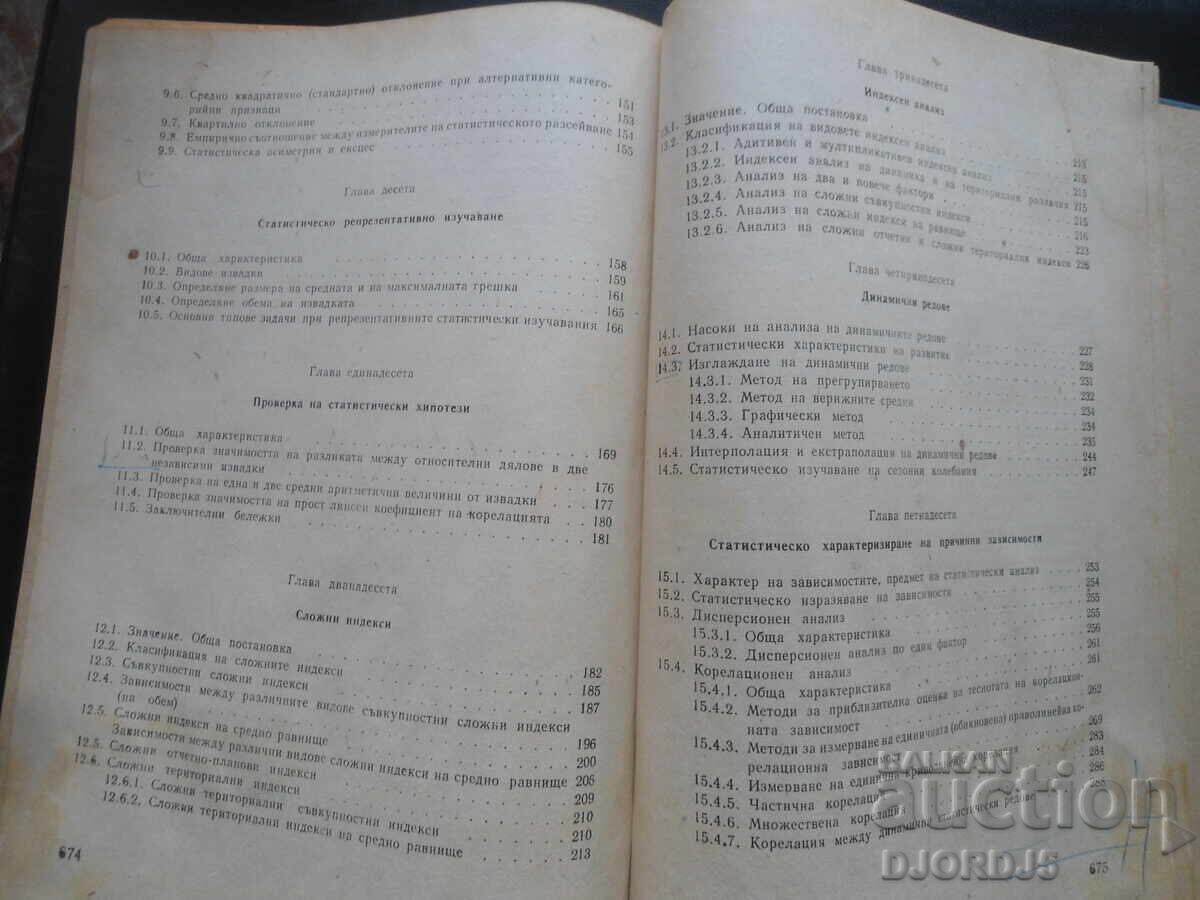 9.6. Средно квадратично (стандартно) отклонение при алтернативни катего-
рийни признаци . . . 151
9.7. Квартилно отклонение . . . 153
9.8. Емпирично съотношение между измерителите на статистическото разсейване 154
9.9. Статистическа асиметрия и ексцес . . . 155
Глава десета
Статистическо репрезентативно изучаване
10.1. Обща характеристика . . . 158
10.2. Видове извадки . . . 159
10.3. Определяне размера на средната и на максималната грешка . . . 161
10.4. Определяне обема на извадката . . . 165
10.5. Основни типове задачи при репрезентативните статистически изучавания 166
Глава единадесета
Проверка на статистически хипотези
11.1. Обща характеристика . . . 169
11.2. Проверка значимостта на разликата между относителни дялове в две
независими извадки . . . 176
11.3. Проверка на една и две средни аритметични величини от извадки . . . 177
11.4. Проверка значимостта на прост линеен коефициент на корелацията . . 180
11.5. Заключителни бележки . . . 181
Глава дванадесета
Сложни индекси
12.1. Значение. Обща постановка . . . 182
12.2. Класификация на сложните индекси . . . 185
12.3. Съвкупностни сложни индекси . . . 187
12.4. Зависимости между различните видове съвкупностни сложни индекси
(по обем) . . . 196
12.5. Сложни индекси на средно равнище . . . 200
Зависимости между различни видове сложни индекси на средно равнище 206
12.5. Сложни отчетно-планови индекси . . . 209
12.6. Сложни териториални индекси . . . 210
12.6.1. Сложни териториални съвкупностни индекси . . . 210
12.6.2. Сложни териториални индекси на средно равнище . . . 213
674
Глава тринадесета
Индексен анализ
13.1. Значение. Обща постановка . . . 213
13.2. Класификация на видовете индексен анализ . . . 215
13.2.1. Адитивен и мултипликативен индексен анализ . . . 215
13.2.2. Индексен анализ на динамика и на териториални различия 215
13.2.3. Анализ на два и повече фактори . . . 215
13.2.4. Анализ на сложни съвкупностни индекси . . . 216
13.2.5. Анализ на сложни индекси на равнище . . . 223
13.2.6. Анализ на сложни отчетни и сложни териториални индекси 226
Глава четиринадесета
Динамични редове
14.1. Насоки на анализа на динамичните редове . . . 227
14.2. Статистически характеристики на развитие . . . 228
14.3. Изглаждане на динамични редове . . . 231
14.3.1. Метод на прегрупирването . . . 232
14.3.2. Метод на верижните средни . . . 234
14.3.3. Графически метод . . . 234
14.3.4. Аналитичен метод . . . 235
14.4. Интерполация и екстраполация на динамични редове . . . 244
14.5. Статистическо изучаване на сезонни колебания . . . 247
Глава петнадесета
Статистическо характеризиране на причинни зависимости
15.1. Характер на зависимостите, предмет на статистически анализ . . . 253
15.2. Статистическо изразяване на зависимости . . . 254
15.3. Дисперсионен анализ . . . 255
15.3.1. Обща характеристика . . . 255
15.3.2. Дисперсионен анализ по един фактор . . . 256
15.4. Корелационен анализ . . . 261
15.4.1. Обща характеристика . . . 261
15.4.2. Методи за приблизителна оценка на теснотата на корелацион-
ната зависимост . . . 262
15.4.3. Методи за измерване на единичната (обикновена) праволинейна ко-
релационна зависимост . . . 269
15.4.4. Измерване на единична криволинейна корелация . . . 283
15.4.5. Частична корелация . . . 284
15.4.6. Множествена корелация . . . 286
15.4.7. Корелация между динамични статистически редове . . . 288
675
BALKAN
auction
DJORDJ5